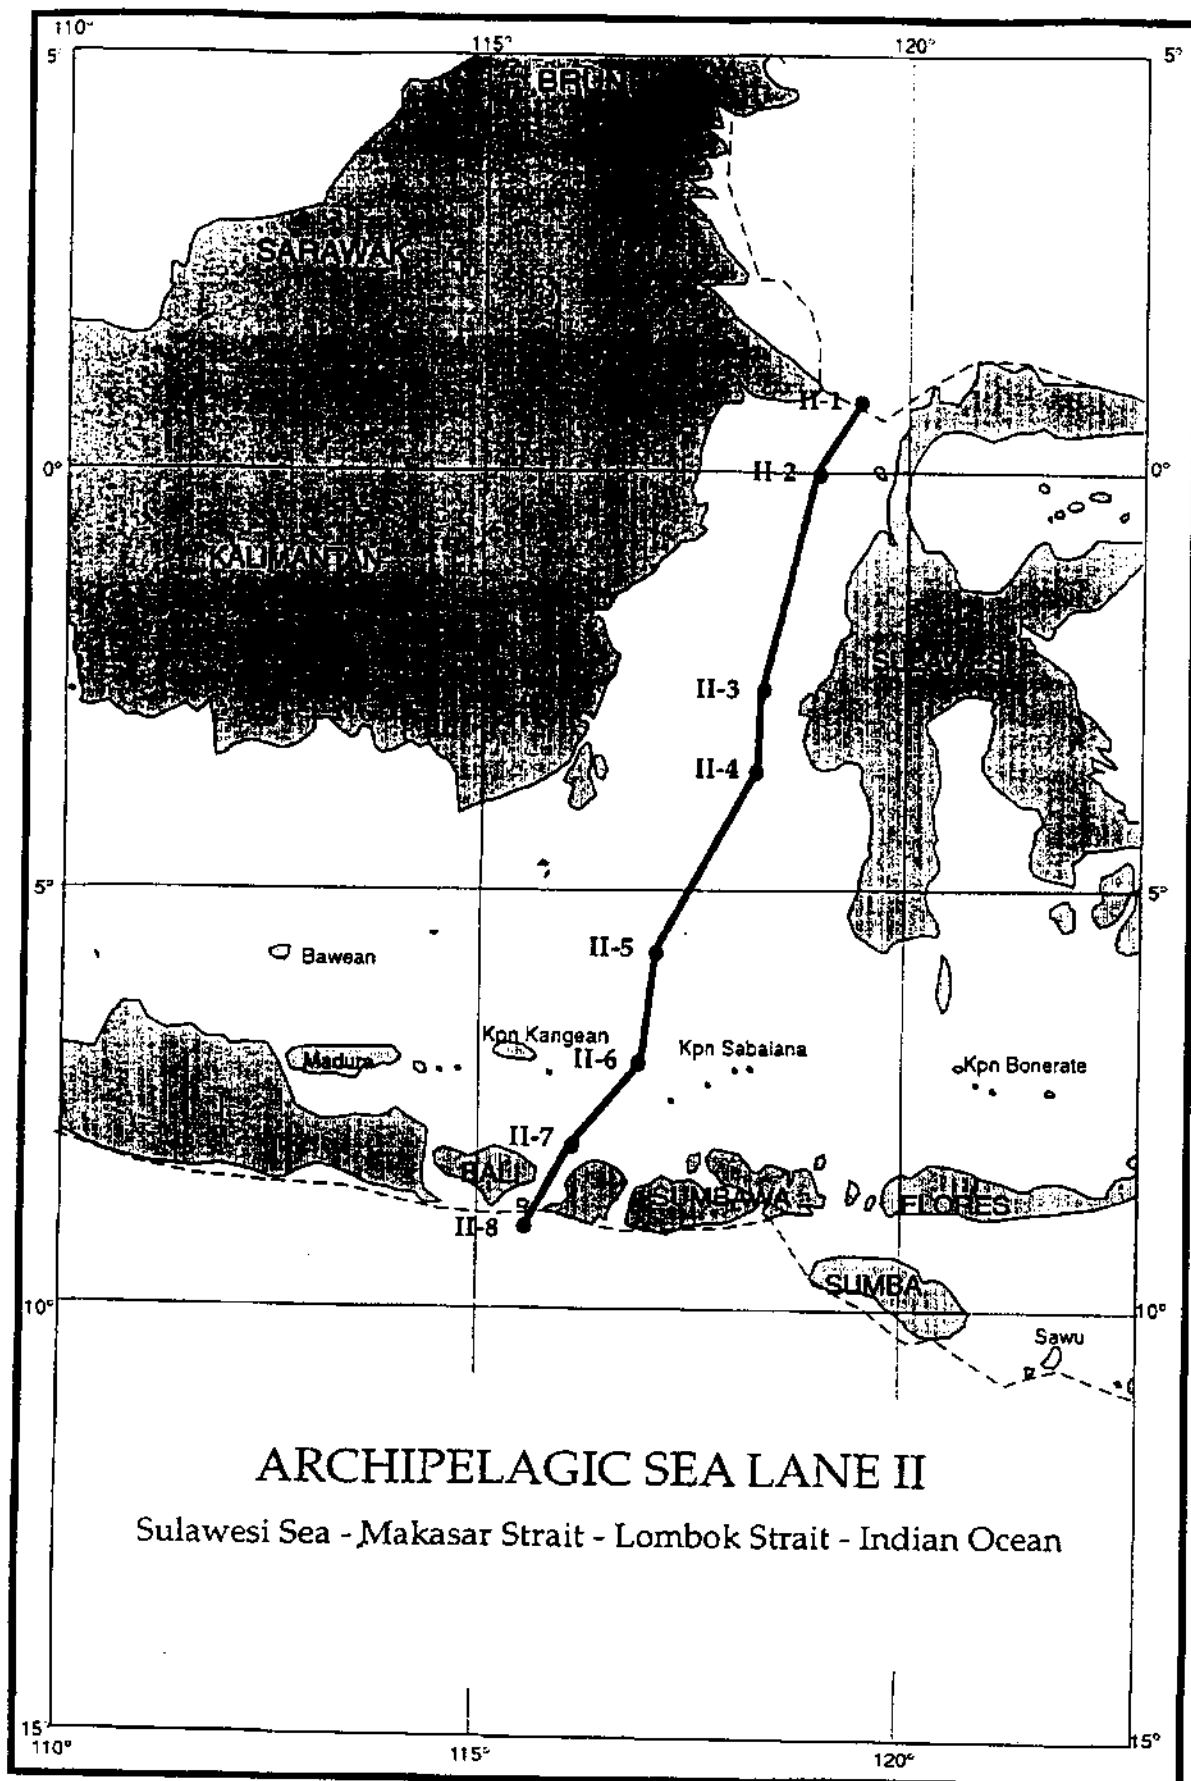 110°
115°
120°
5°
5°
BRUN
SARAWAK
II-1
0°
II-2
0°
KALIMANTAN
II-3
II-4
5°
5°
II-5
Bawean
Kpn Kangean
Kpn Sabalana
Madura
II-6
Kpn Bonerate
II-7
BALI
SUMBAWA
FLORES
II-8
SUMBA
10°
10°
Sawu
ARCHIPELAGIC SEA LANE II
Sulawesi Sea - Makasar Strait - Lombok Strait - Indian Ocean
15°
15°
110°
115°
120°